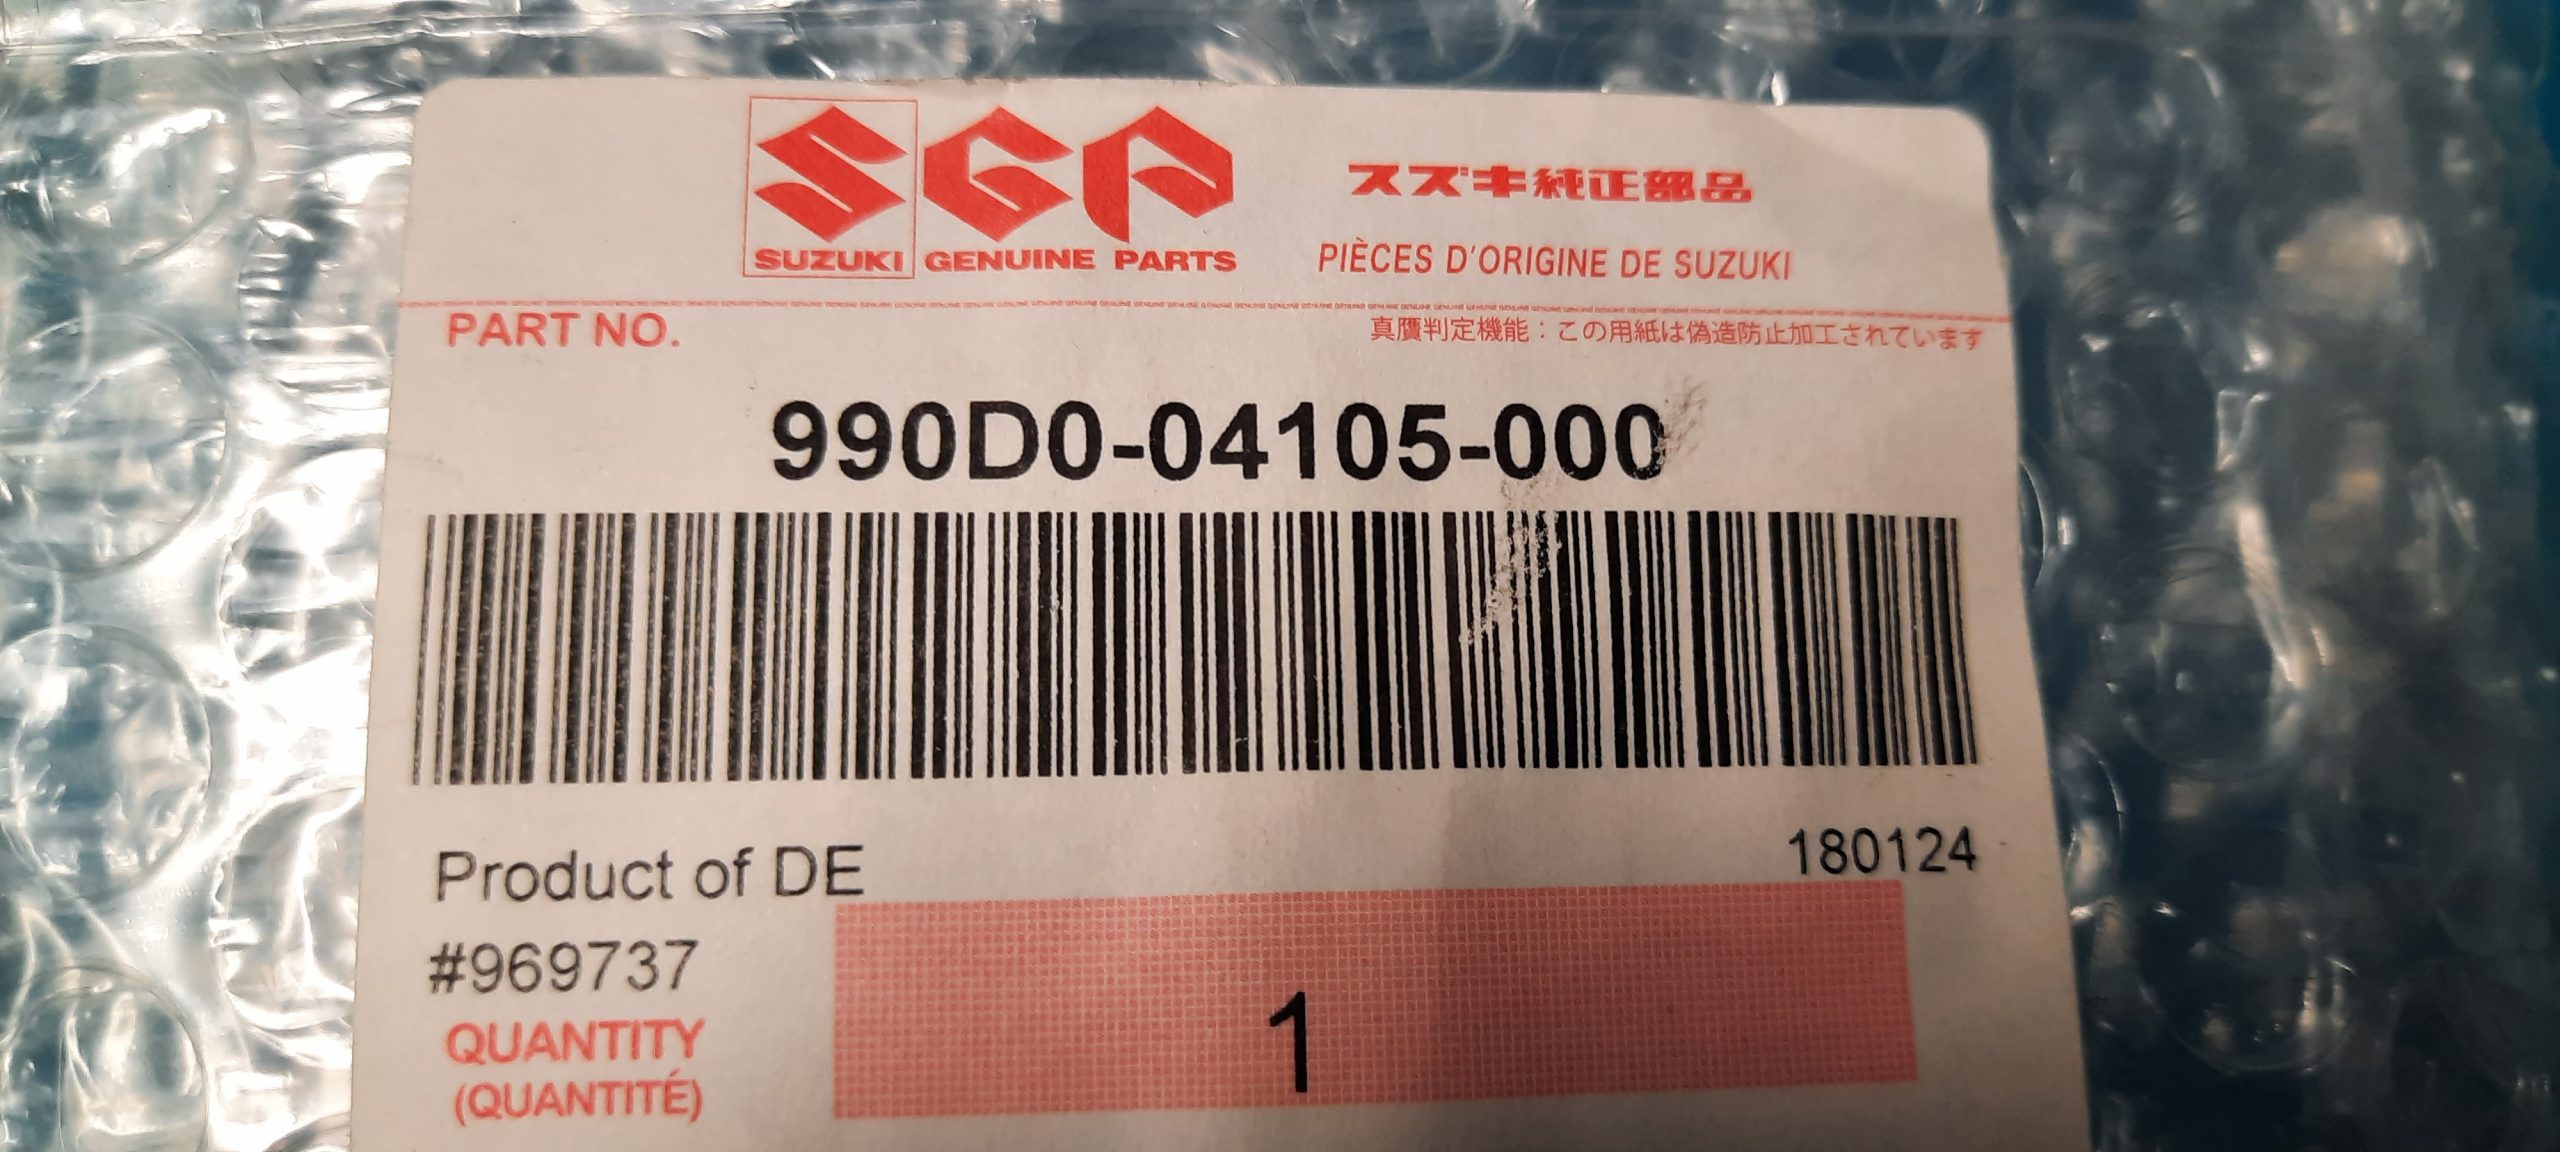 SGP
SUZUKI GENUINE PARTS
スズキ純正部品
PIÈCES D'ORIGINE DE SUZUKI
PART NO.
真贋判定機能：この用紙は偽造防止加工されています
990D0-04105-000
Product of DE
180124
#969737
QUANTITY
(QUANTITÉ)
1